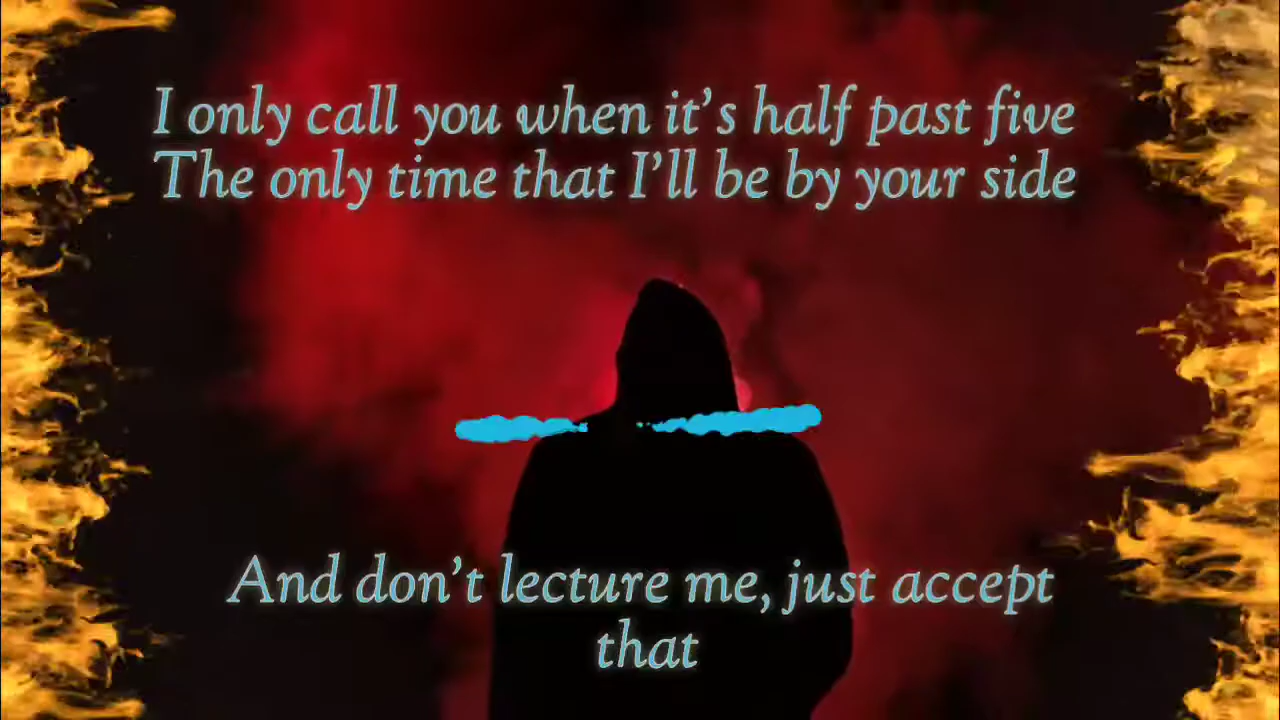 I only call you when it’s half past five
The only time that I’ll be by your side
And don’t lecture me, just accept
that